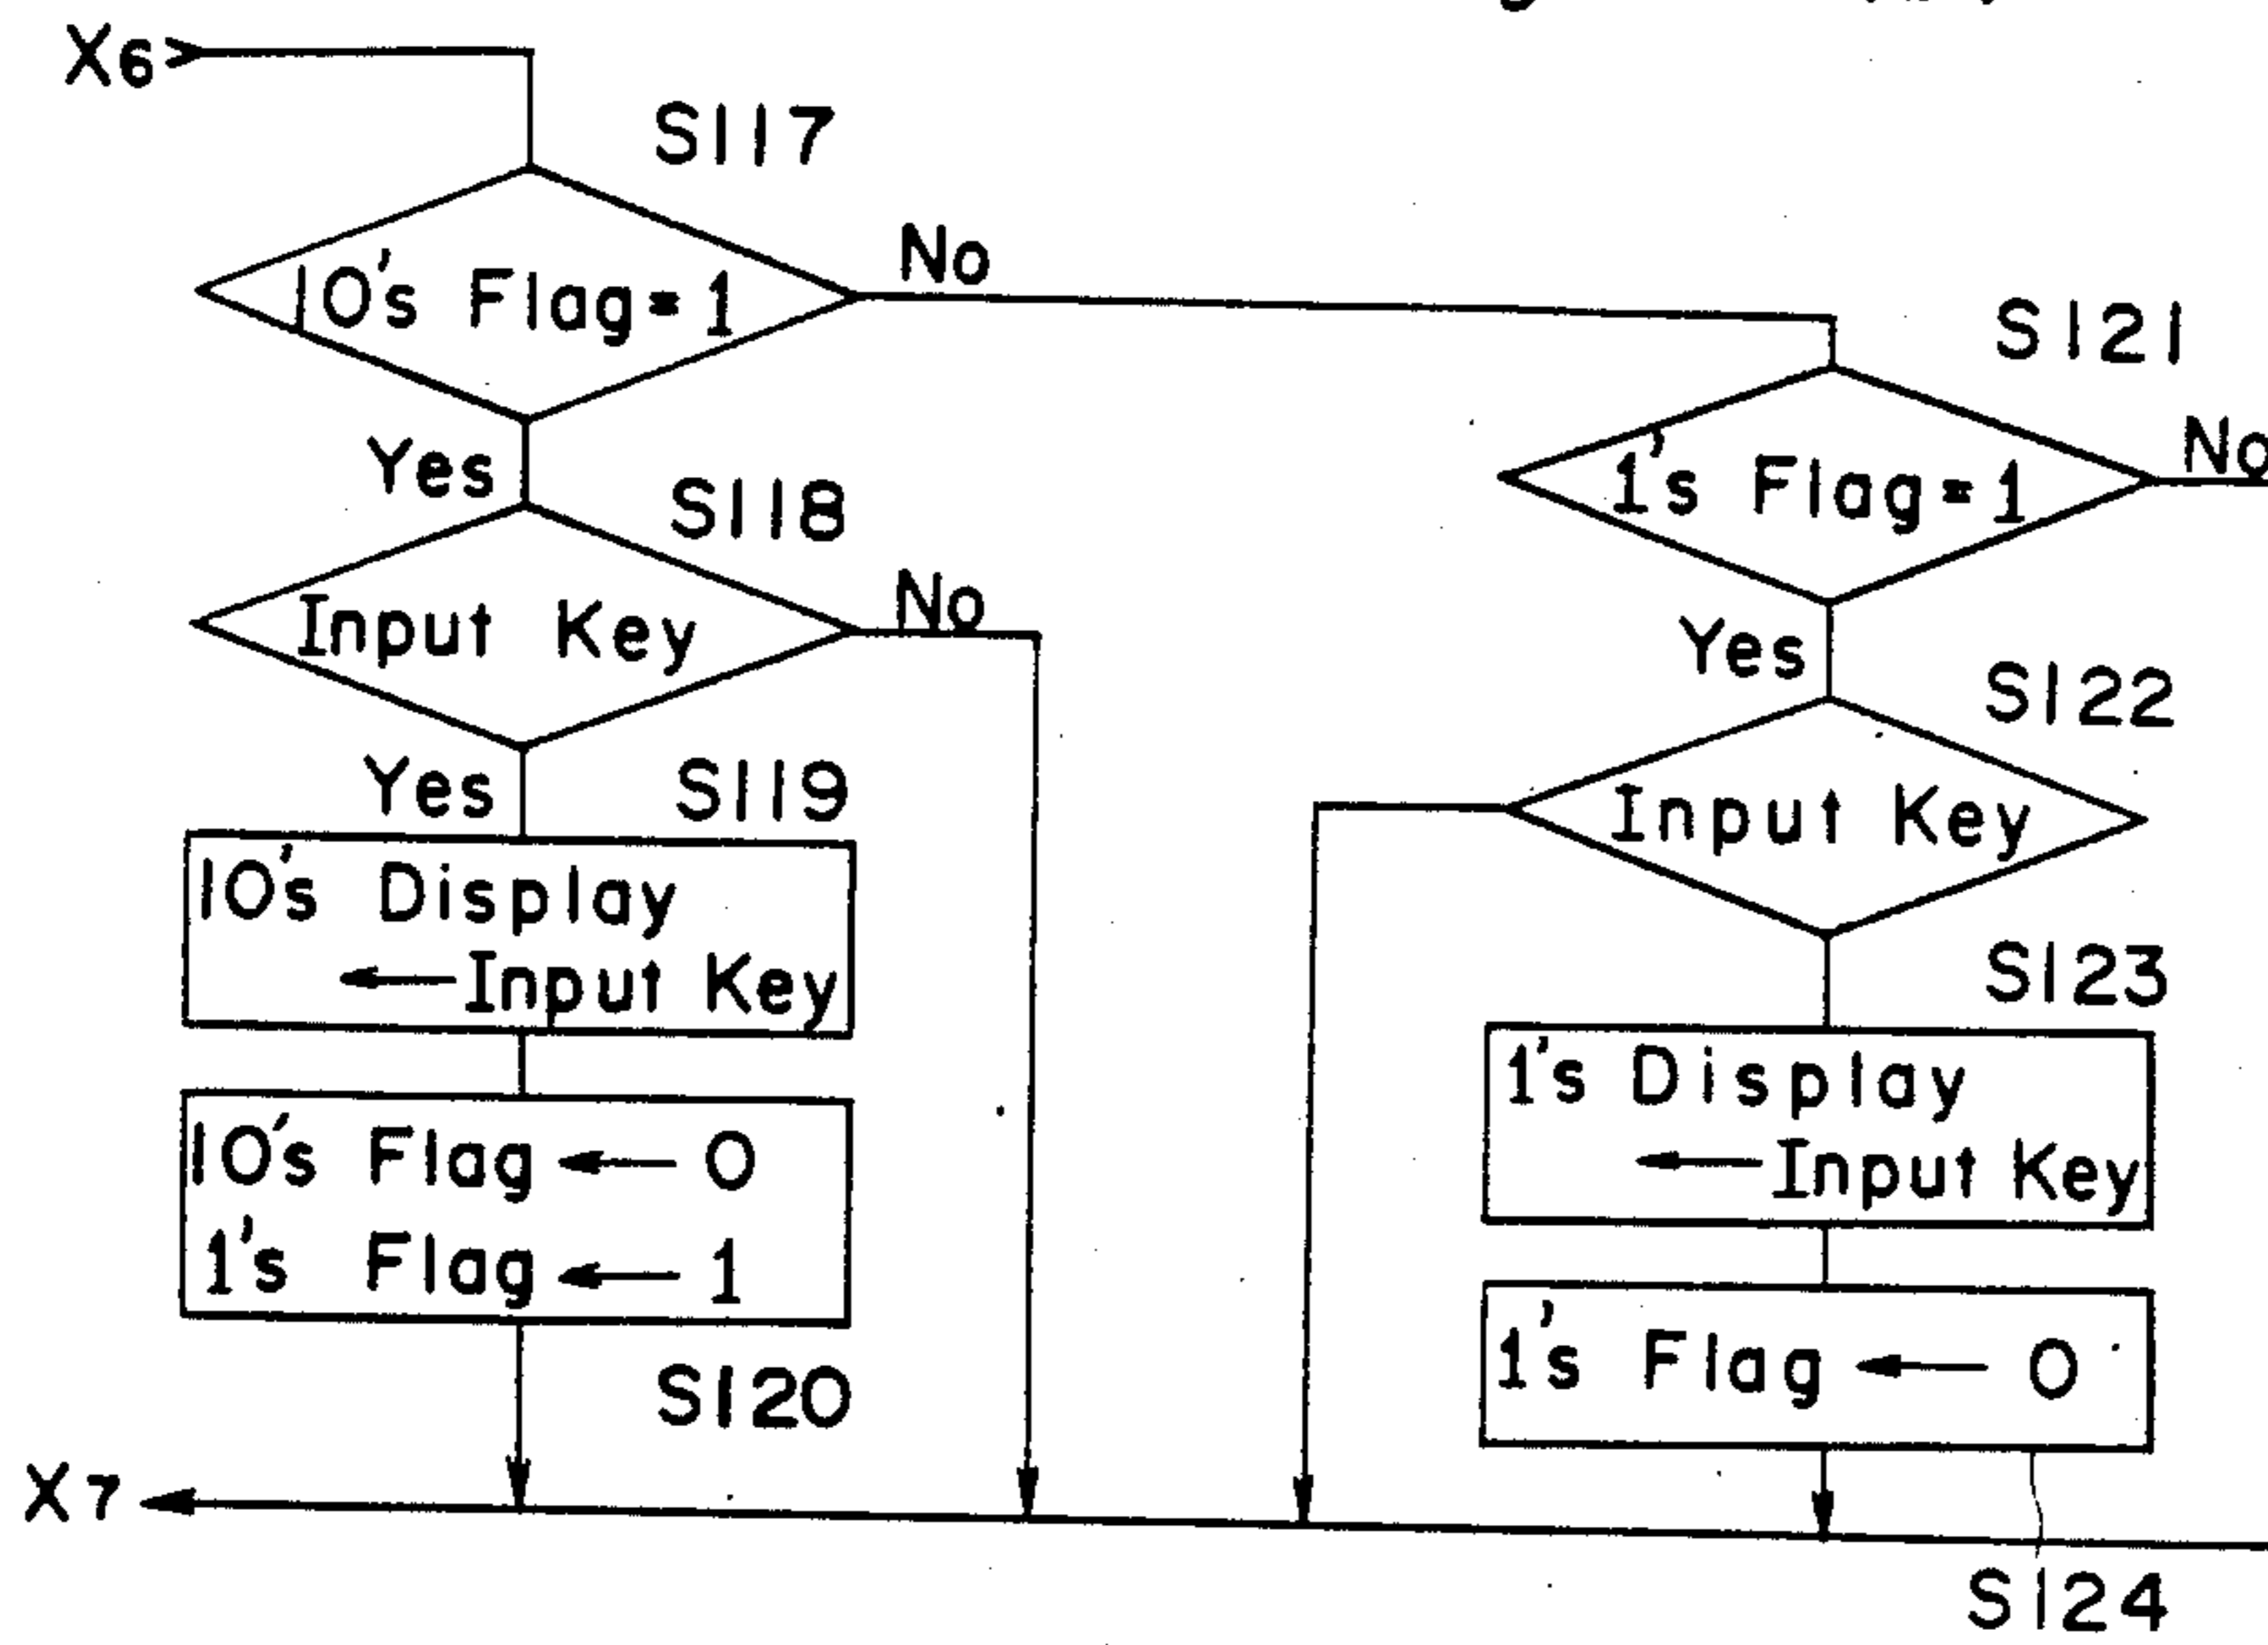 X6
S117
10's Flag=1
No
Yes
S118
Input Key
No
Yes
S119
10's Display
←Input Key
10's Flag ← 0
1's Flag ← 1
S120
X7
S121
1's Flag=1
No
Yes
S122
Input Key
S123
1's Display
←Input Key
1's Flag ← 0
S124